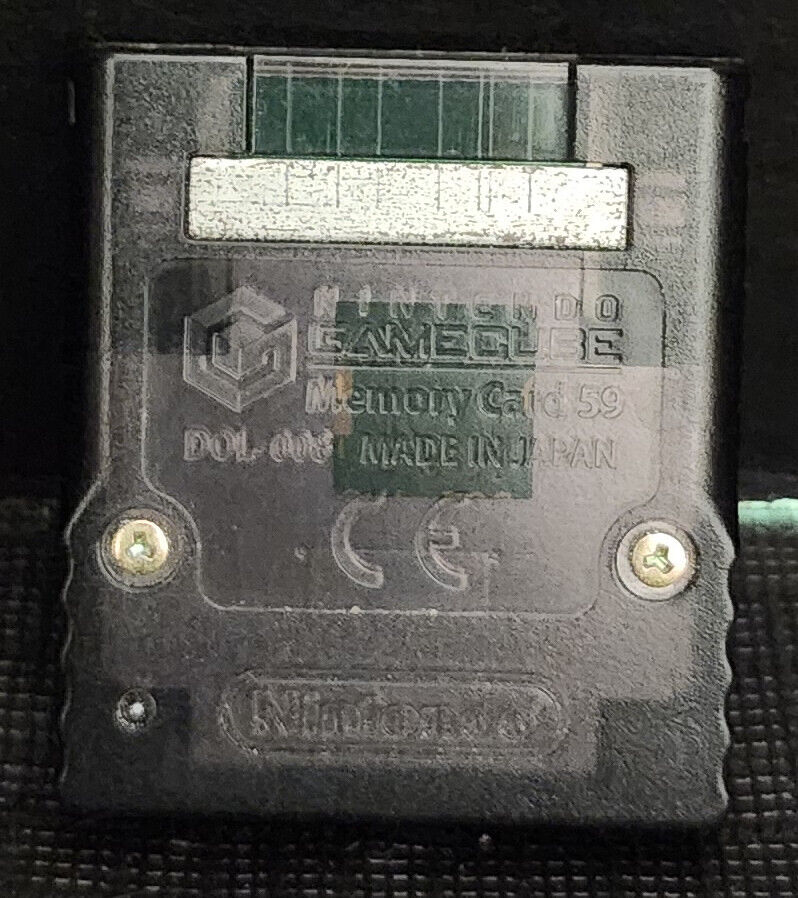 NINTENDO
GAMECUBE
Memory Card 59
DOL-008 MADE IN JAPAN
CE
Nintendo